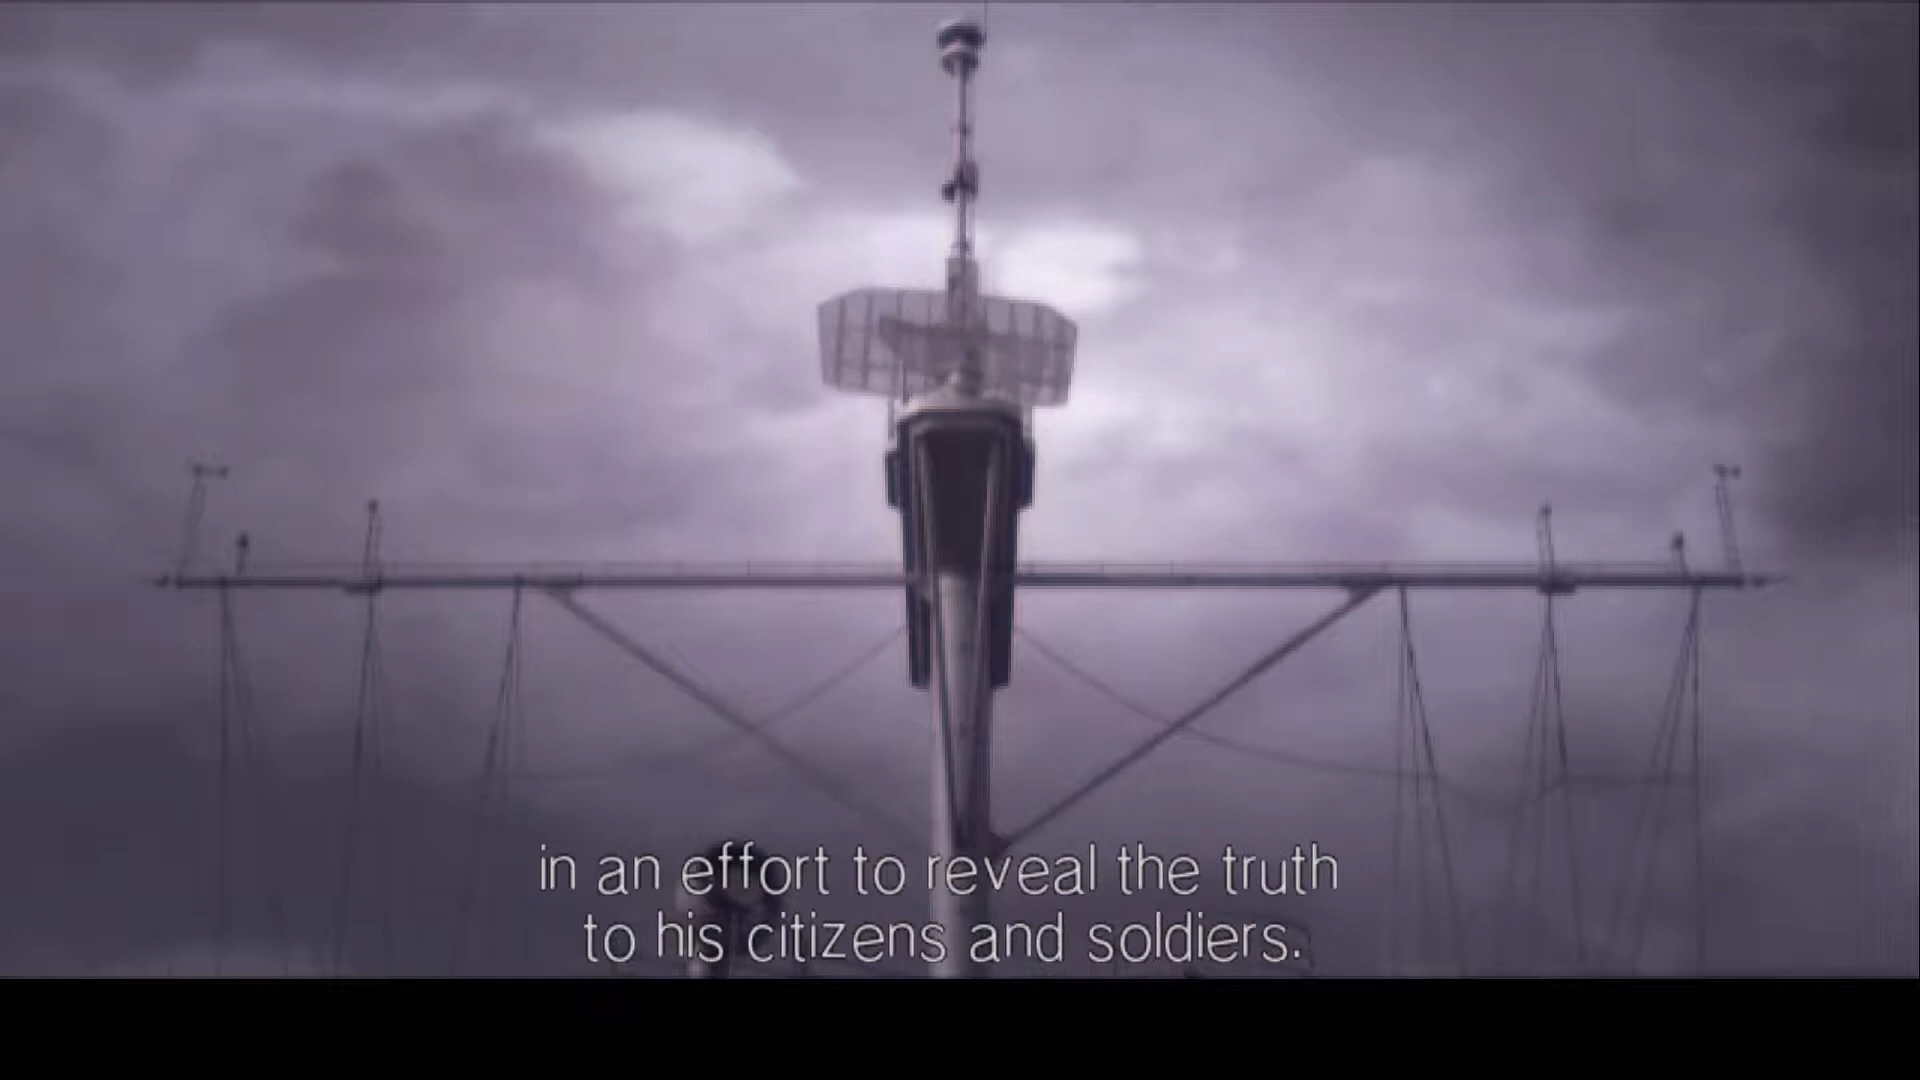 in an effort to reveal the truth
to his citizens and soldiers.